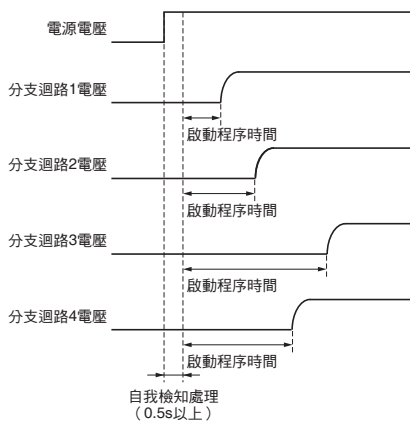 電源電壓
分支迴路1電壓
啟動程序時間
分支迴路2電壓
啟動程序時間
分支迴路3電壓
啟動程序時間
分支迴路4電壓
啟動程序時間
自我檢知處理
（0.5s以上）